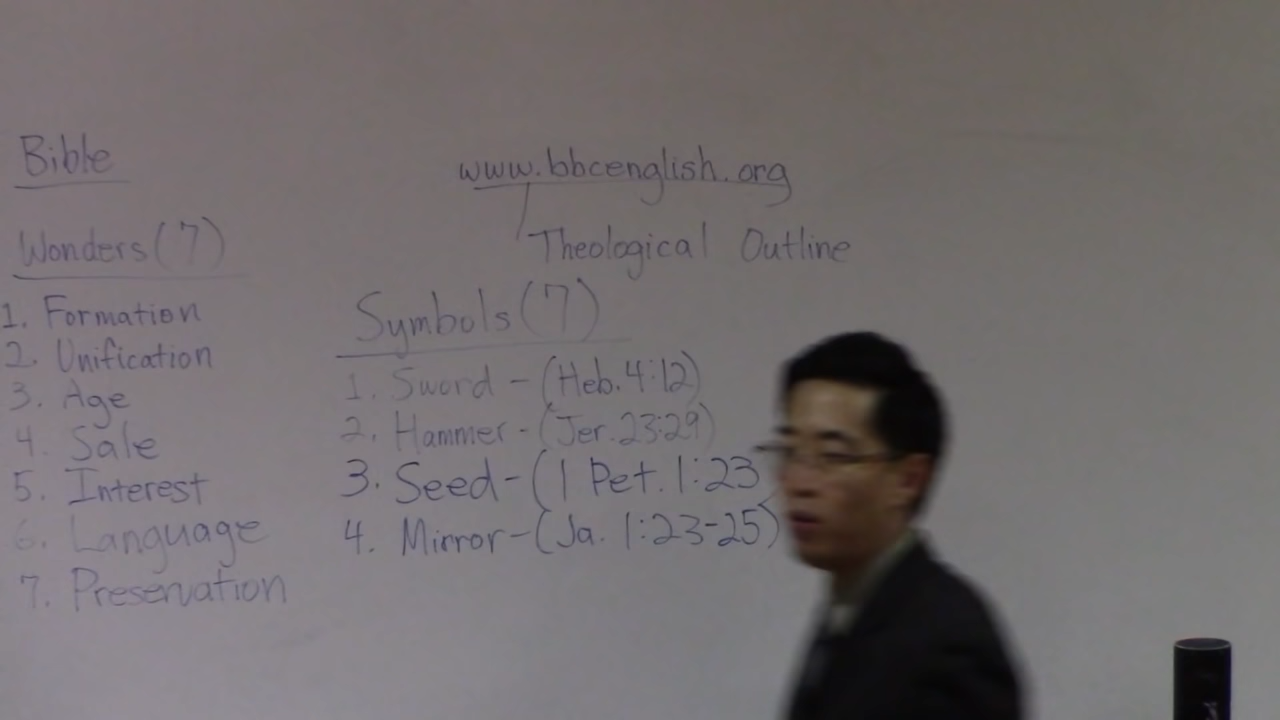 Bible
www.bbcenglish.org
Theological Outline
Wonders (7)
1. Formation
2. Unification
3. Age
4. Sale
5. Interest
6. Language
7. Preservation
Symbols (7)
1. Sword - (Heb. 4:12)
2. Hammer - (Jer. 23:29)
3. Seed - (1 Pet. 1:23
4. Mirror - (Ja. 1:23-25)